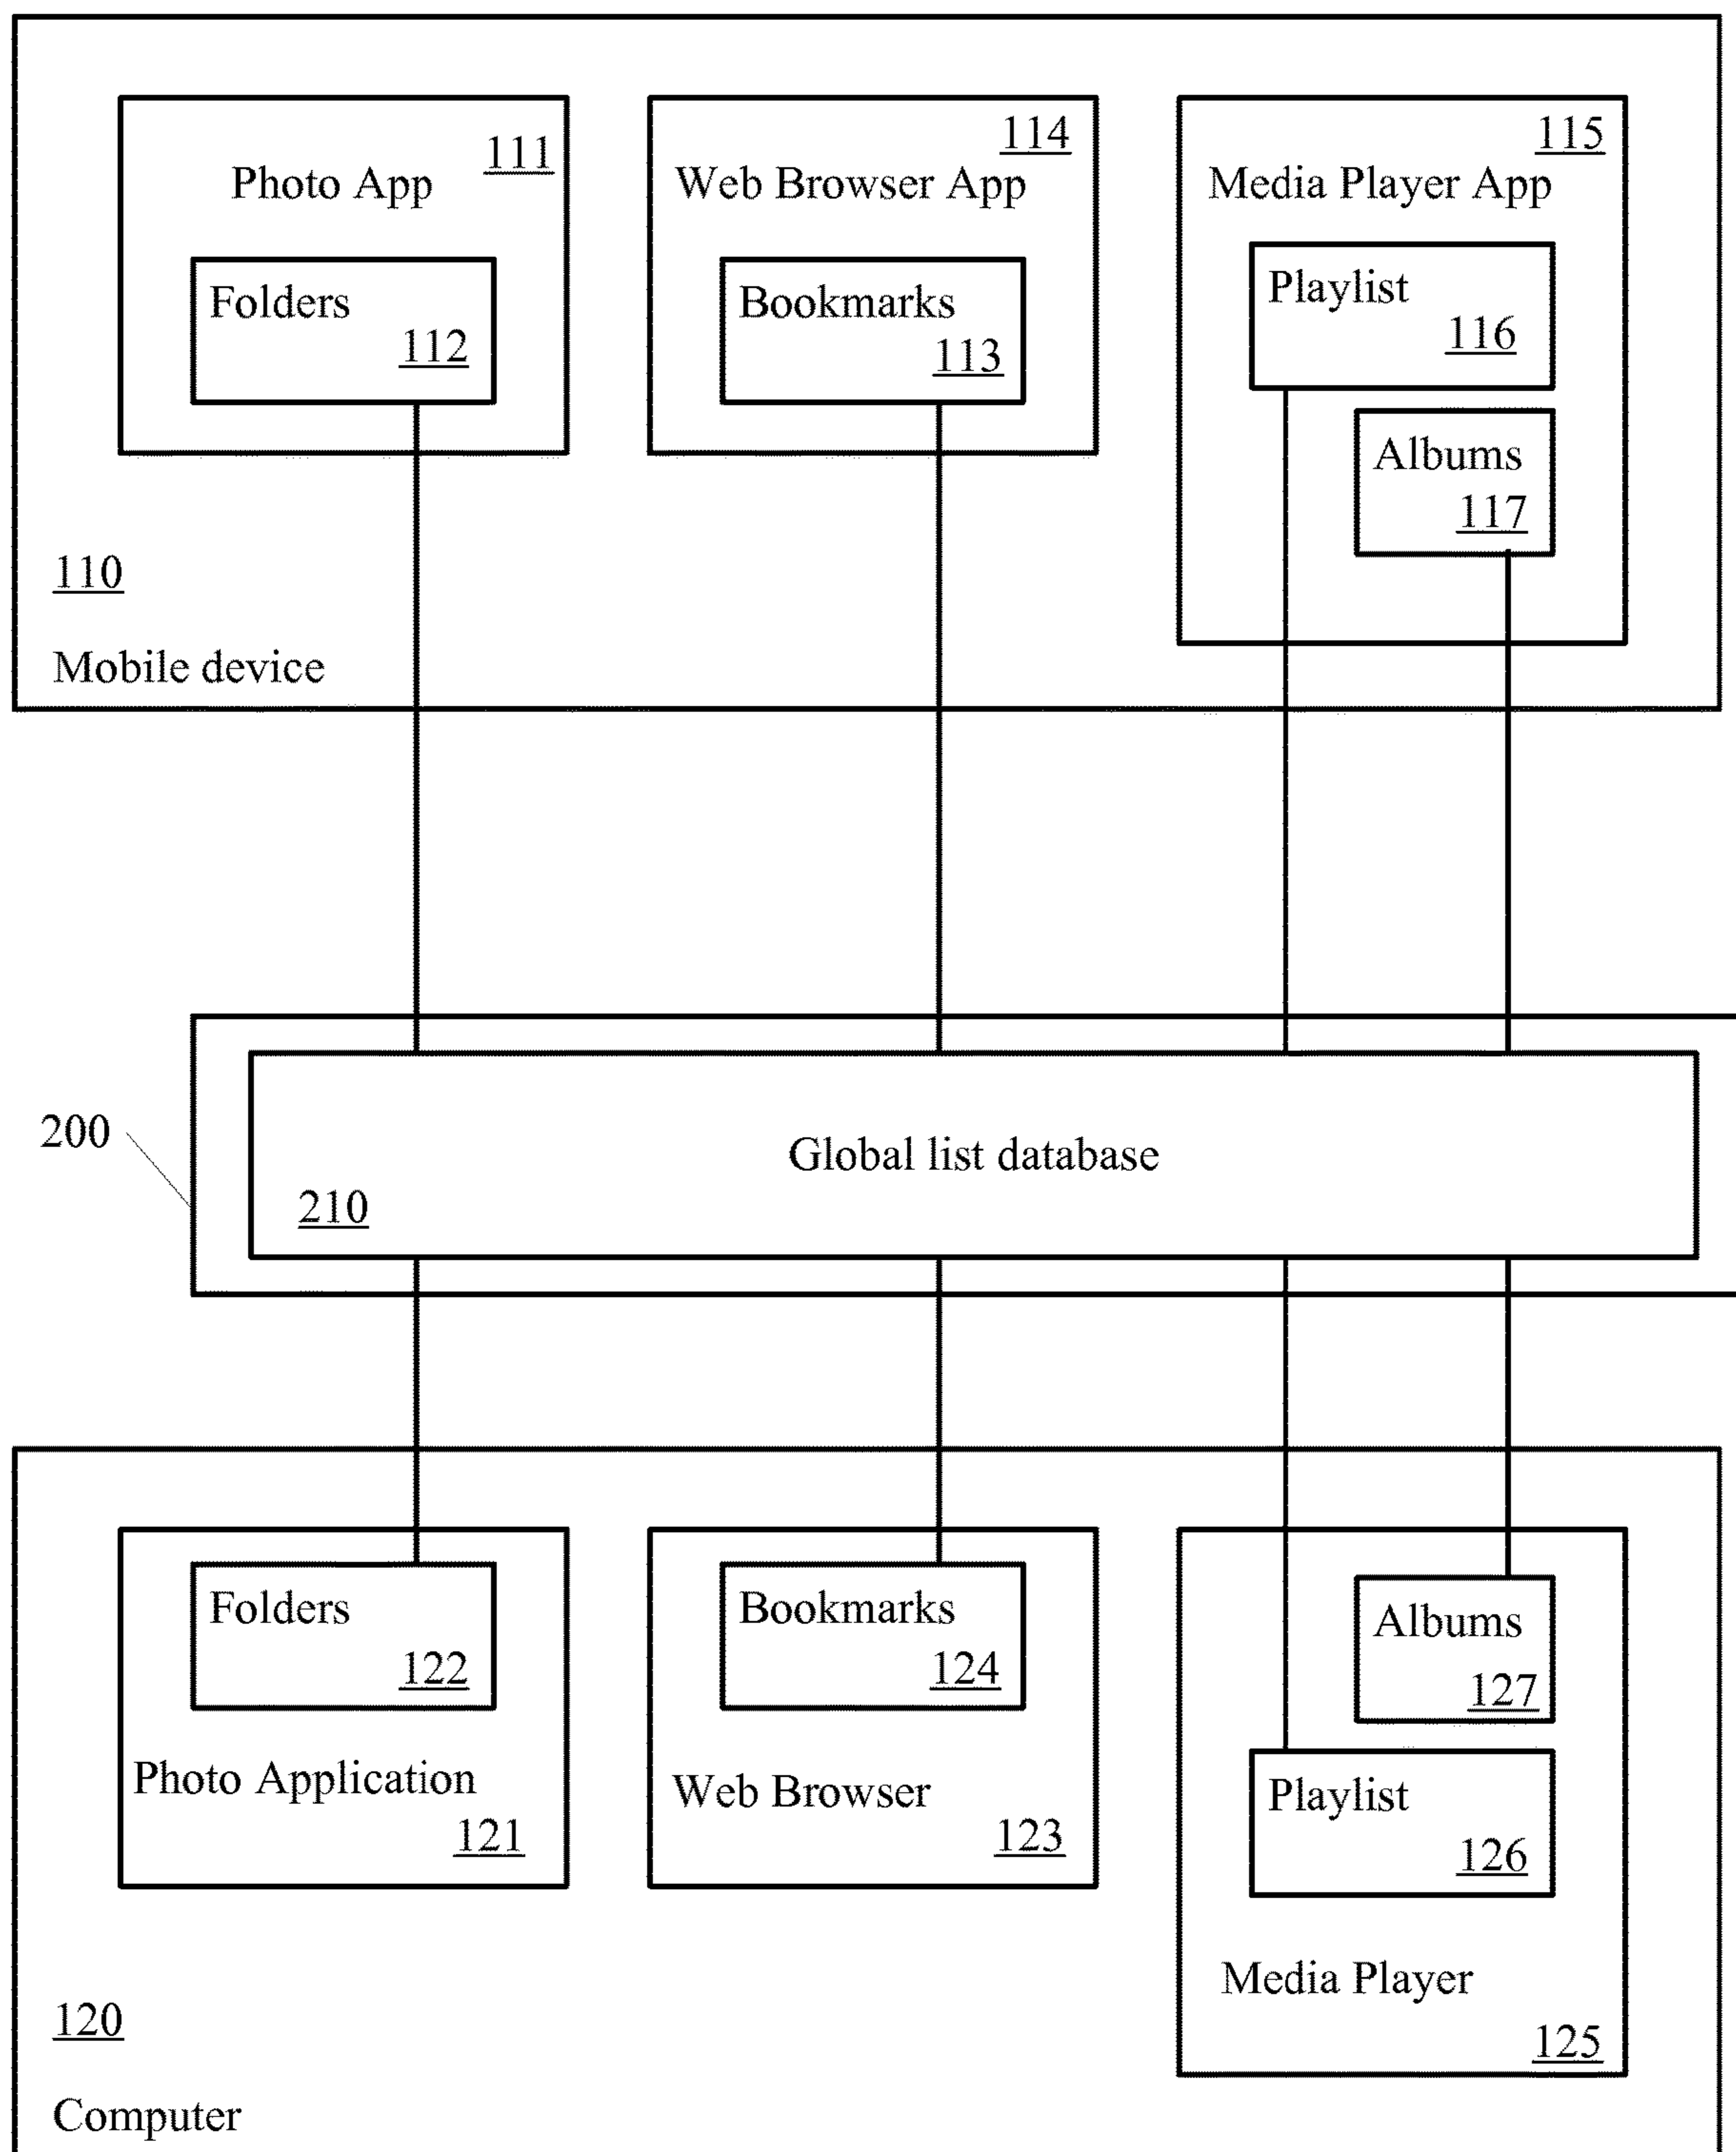 111
Photo App
Folders
112
114
Web Browser App
Bookmarks
113
115
Media Player App
Playlist
116
Albums
117
110
Mobile device
200
Global list database
210
Folders
122
Photo Application
121
Bookmarks
124
Web Browser
123
Albums
127
Playlist
126
Media Player
125
120
Computer